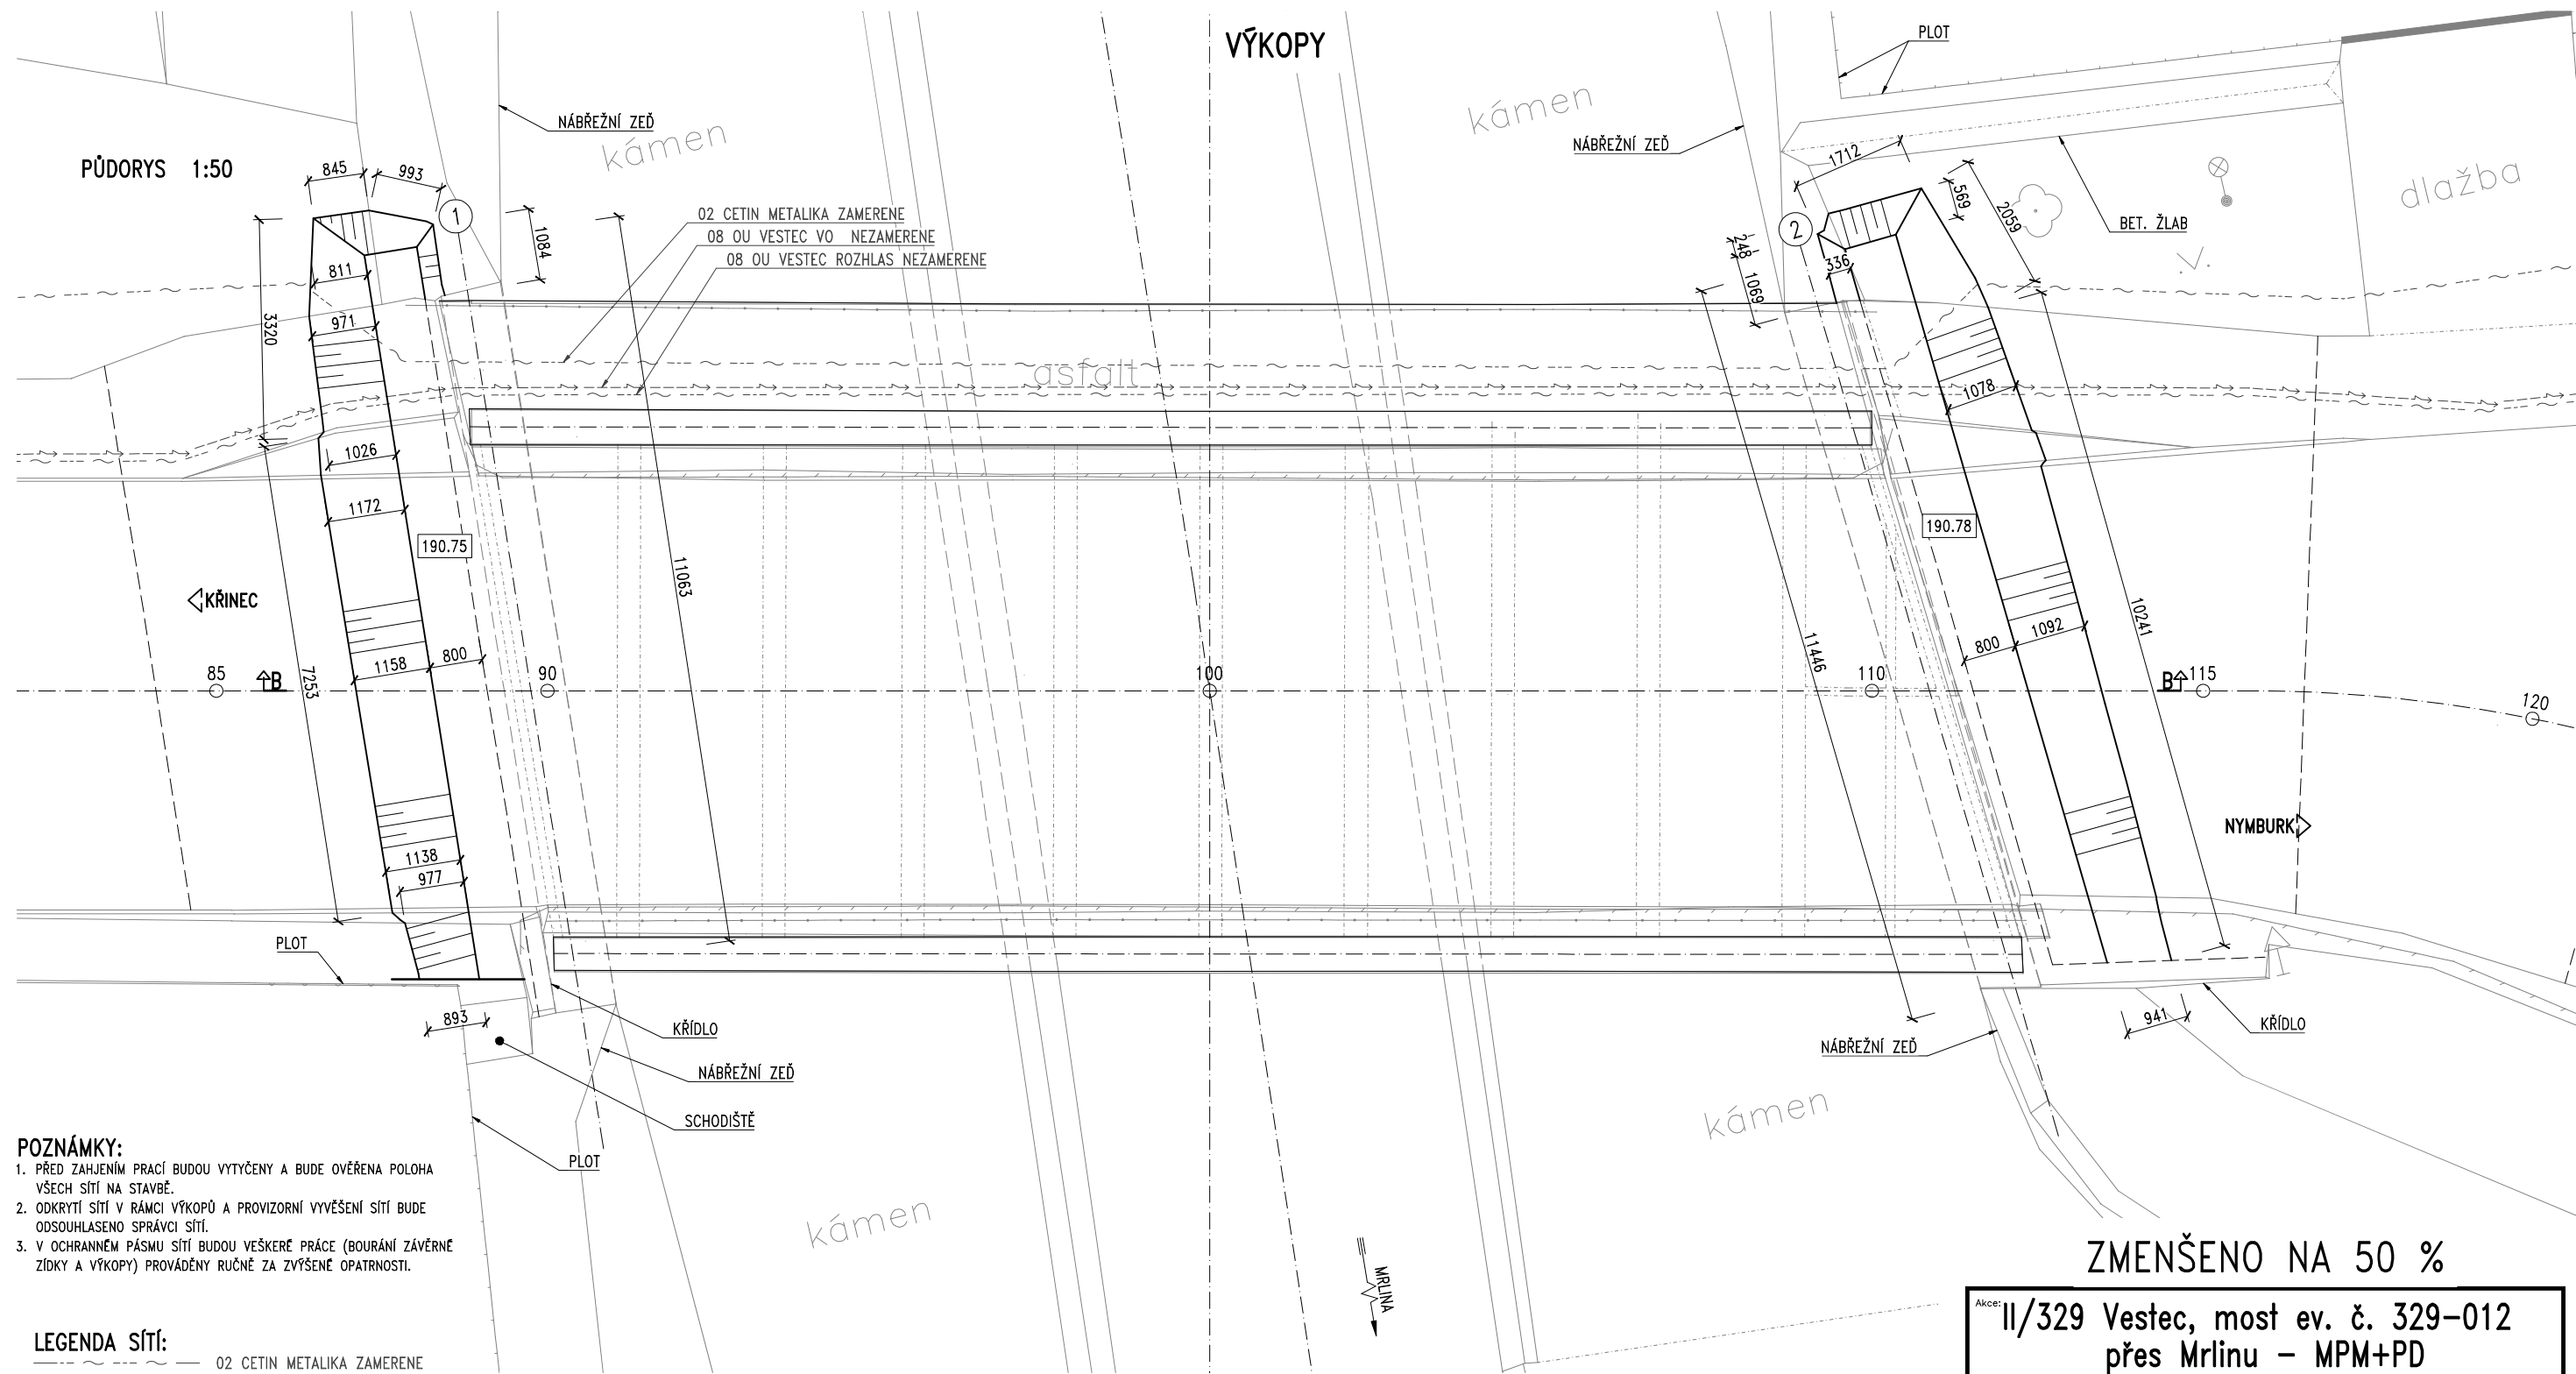 VÝKOPY
PŮDORYS 1:50
845
993
1
1084
NÁBŘEŽNÍ ZEĎ
kámen
02 CETIN METALIKA ZAMERENE
08 OU VESTEC VO NEZAMERENE
08 OU VESTEC ROZHLAS NEZAMERENE
kámen
NÁBŘEŽNÍ ZEĎ
PLOT
1712
569
2059
2
248
336
1069
BET. ŽLAB
dlažba
811
971
3320
1026
1172
190.75
asfalt
1078
190.78
KŘINEC
11063
11446
10241
1158
800
7253
800
1092
85
B
90
100
110
B
115
120
NYMBURK
1138
977
PLOT
893
KŘÍDLO
NÁBŘEŽNÍ ZEĎ
SCHODIŠTĚ
PLOT
941
KŘÍDLO
NÁBŘEŽNÍ ZEĎ
kámen
kámen
MRLINA
POZNÁMKY:
1. PŘED ZAHJENÍM PRACÍ BUDOU VYTYČENY A BUDE OVĚŘENA POLOHA
VŠECH SÍTÍ NA STAVBĚ.
2. ODKRYTÍ SÍTÍ V RÁMCI VÝKOPŮ A PROVIZORNÍ VYVĚŠENÍ SÍTÍ BUDE
ODSOUHLASENO SPRÁVCI SÍTÍ.
3. V OCHRANNÉM PÁSMU SÍTÍ BUDOU VEŠKERÉ PRÁCE (BOURÁNÍ ZÁVĚRNÉ
ZÍDKY A VÝKOPY) PROVÁDĚNY RUČNĚ ZA ZVÝŠENÉ OPATRNOSTI.
LEGENDA SÍTÍ:
02 CETIN METALIKA ZAMERENE
ZMENŠENO NA 50 %
Akce: II/329 Vestec, most ev. č. 329-012
přes Mrlinu - MPM+PD